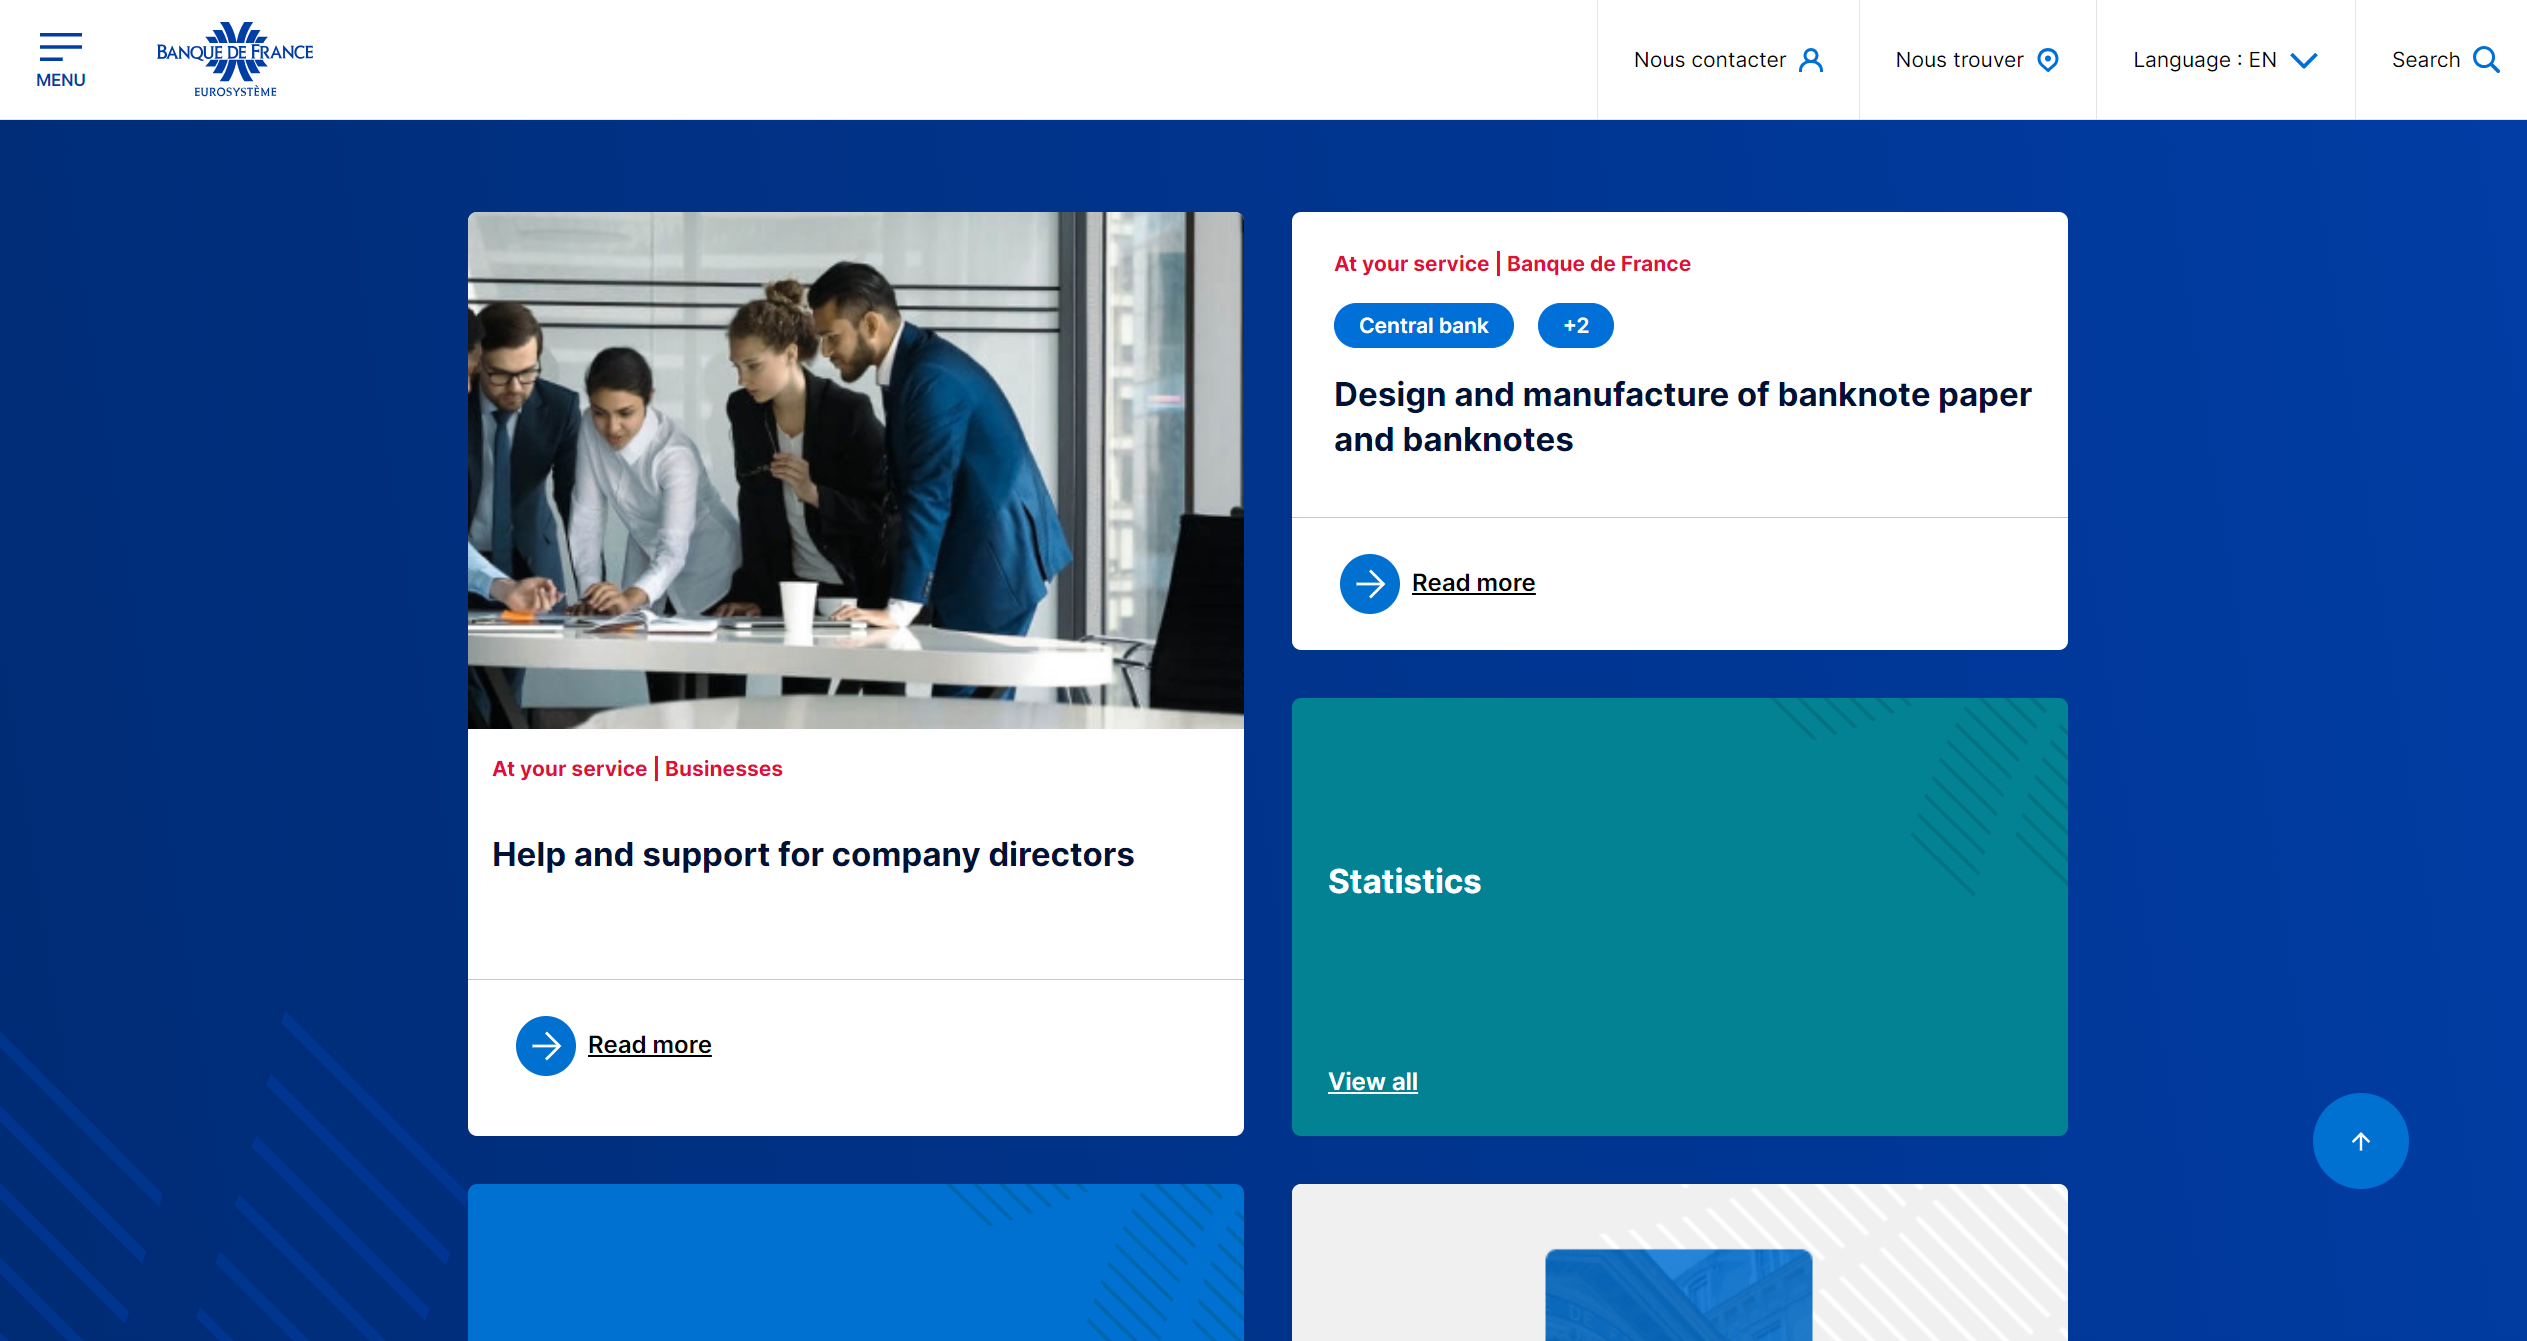 MENU
BANQUE DE FRANCE
EUROSYSTÈME
Nous contacter
Nous trouver
Language : EN
Search
At your service | Businesses
Help and support for company directors
Read more
At your service | Banque de France
Central bank
+2
Design and manufacture of banknote paper
and banknotes
Read more
Statistics
View all